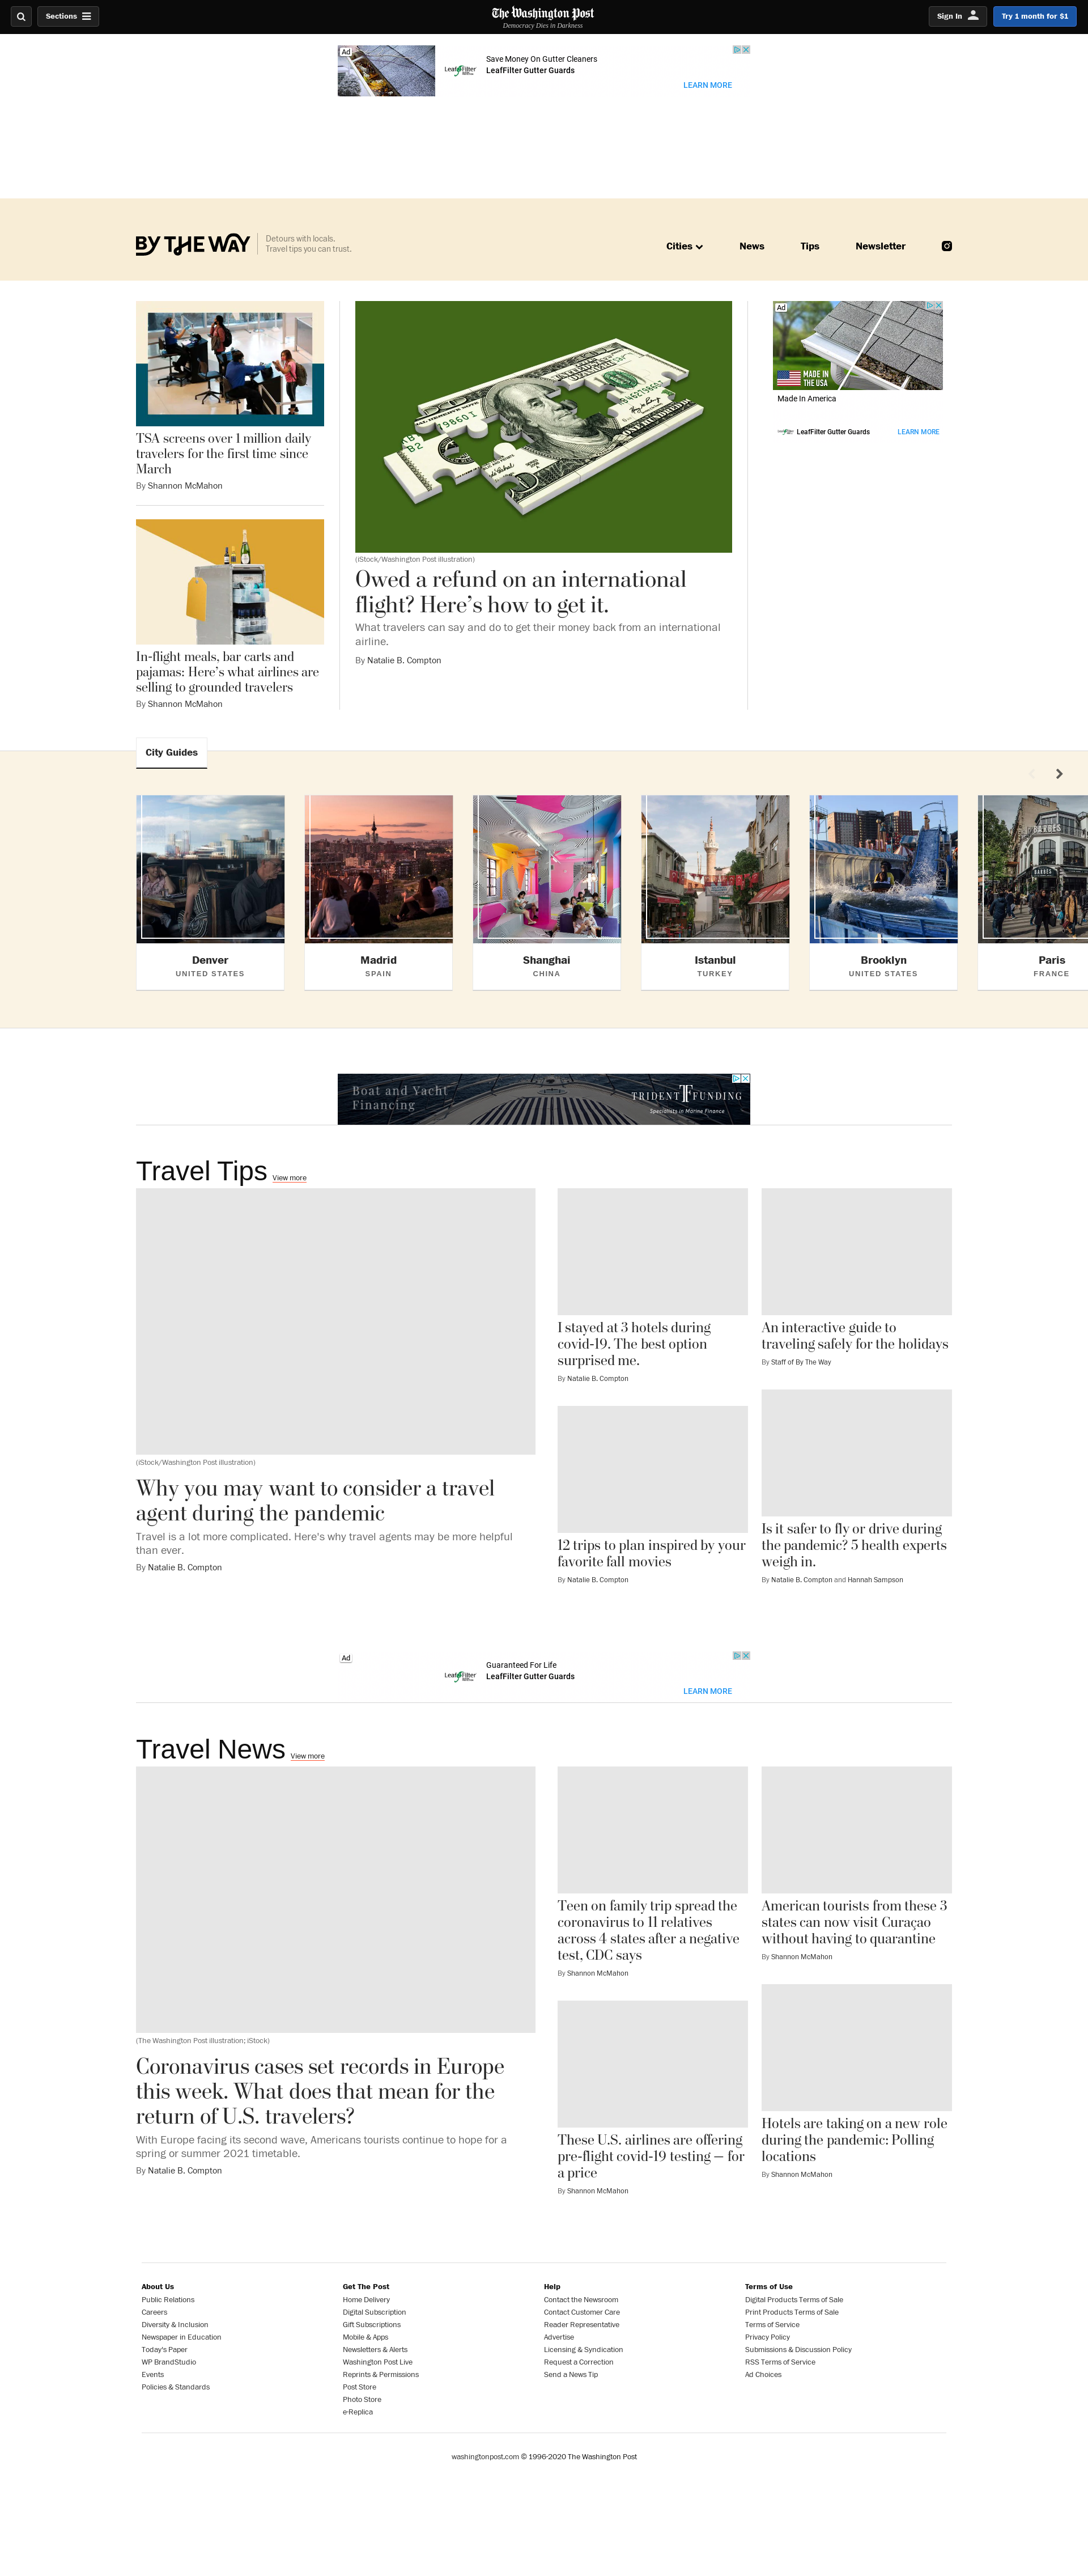 Sections
The Washington Post
Democracy Dies in Darkness
Sign In
Try 1 month for $1
Ad
Save Money On Gutter Cleaners
LeafFilter
LeafFilter Gutter Guards
LEARN MORE
BY THE WAY
Detours with locals.
Travel tips you can trust.
Cities
News
Tips
Newsletter
TSA screens over 1 million daily
travelers for the first time since
March
By Shannon McMahon
In-flight meals, bar carts and
pajamas: Here’s what airlines are
selling to grounded travelers
By Shannon McMahon
(iStock/Washington Post illustration)
Owed a refund on an international
flight? Here’s how to get it.
What travelers can say and do to get their money back from an international
airline.
By Natalie B. Compton
Ad
MADE IN
THE USA
Made In America
LeafFilter Gutter Guards
LEARN MORE
City Guides
BARBES
Denver
UNITED STATES
Madrid
SPAIN
Shanghai
CHINA
Istanbul
TURKEY
Brooklyn
UNITED STATES
Paris
FRANCE
Boat and Yacht
Financing
TRIDENT FUNDING
Specialists in Marine Finance
Travel Tips
View more
(iStock/Washington Post illustration)
Why you may want to consider a travel
agent during the pandemic
Travel is a lot more complicated. Here's why travel agents may be more helpful
than ever.
By Natalie B. Compton
I stayed at 3 hotels during
covid-19. The best option
surprised me.
By Natalie B. Compton
12 trips to plan inspired by your
favorite fall movies
By Natalie B. Compton
An interactive guide to
traveling safely for the holidays
By Staff of By The Way
Is it safer to fly or drive during
the pandemic? 5 health experts
weigh in.
By Natalie B. Compton and Hannah Sampson
Ad
Guaranteed For Life
LeafFilter
LeafFilter Gutter Guards
LEARN MORE
Travel News
View more
(The Washington Post illustration; iStock)
Coronavirus cases set records in Europe
this week. What does that mean for the
return of U.S. travelers?
With Europe facing its second wave, Americans tourists continue to hope for a
spring or summer 2021 timetable.
By Natalie B. Compton
Teen on family trip spread the
coronavirus to 11 relatives
across 4 states after a negative
test, CDC says
By Shannon McMahon
These U.S. airlines are offering
pre-flight covid-19 testing — for
a price
By Shannon McMahon
American tourists from these 3
states can now visit Curaçao
without having to quarantine
By Shannon McMahon
Hotels are taking on a new role
during the pandemic: Polling
locations
By Shannon McMahon
About Us
Public Relations
Careers
Diversity & Inclusion
Newspaper in Education
Today's Paper
WP BrandStudio
Events
Policies & Standards
Get The Post
Home Delivery
Digital Subscription
Gift Subscriptions
Mobile & Apps
Newsletters & Alerts
Washington Post Live
Reprints & Permissions
Post Store
Photo Store
e-Replica
Help
Contact the Newsroom
Contact Customer Care
Reader Representative
Advertise
Licensing & Syndication
Request a Correction
Send a News Tip
Terms of Use
Digital Products Terms of Sale
Print Products Terms of Sale
Terms of Service
Privacy Policy
Submissions & Discussion Policy
RSS Terms of Service
Ad Choices
washingtonpost.com © 1996-2020 The Washington Post